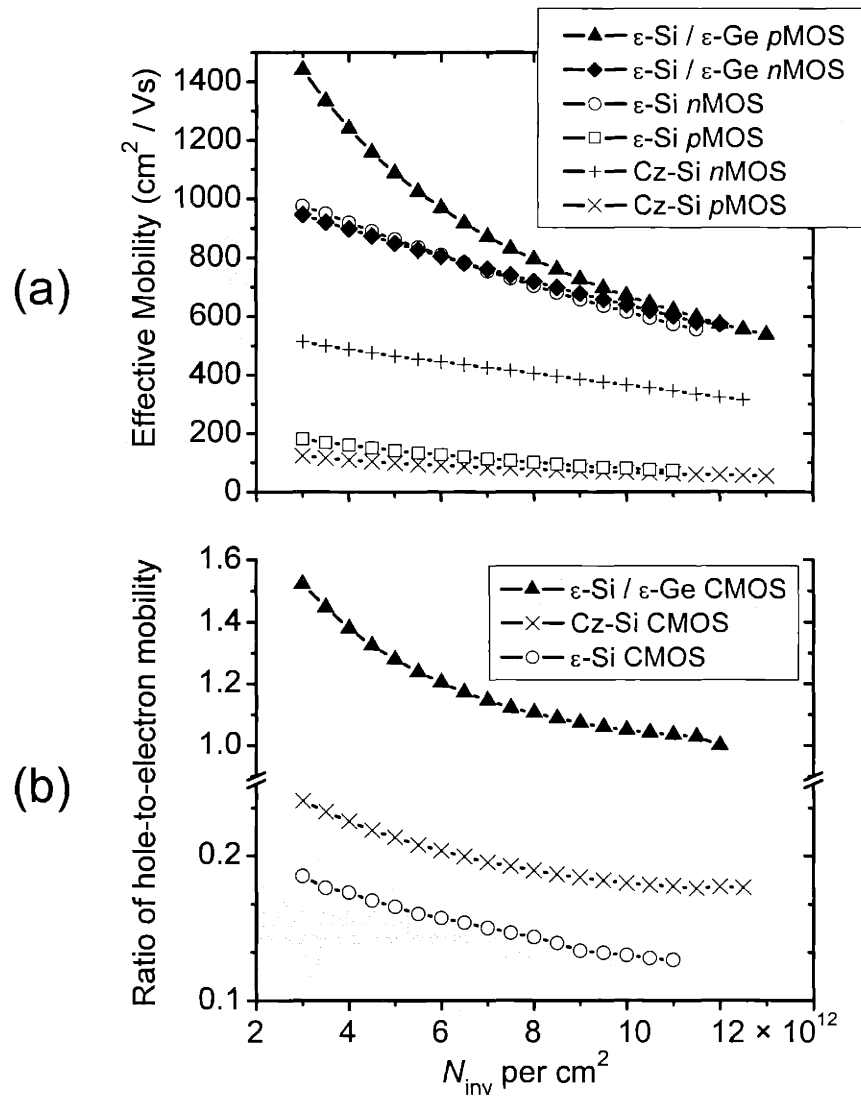 ε-Si / ε-Ge pMOS
ε-Si / ε-Ge nMOS
ε-Si nMOS
ε-Si pMOS
Cz-Si nMOS
Cz-Si pMOS
(a)
Effective Mobility (cm² / Vs)
1400
1200
1000
800
600
400
200
0
(b)
Ratio of hole-to-electron mobility
1.6
1.4
1.2
1.0
0.2
0.1
ε-Si / ε-Ge CMOS
Cz-Si CMOS
ε-Si CMOS
2 4 6 8 10 12 × 10¹²
Ninv per cm²